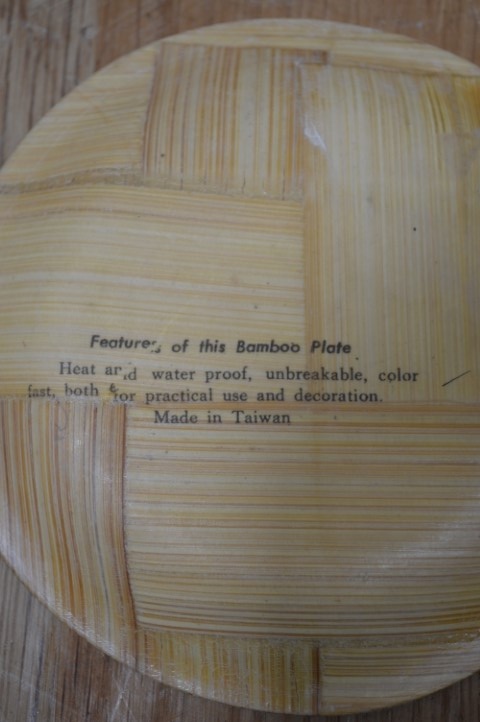 Features of this Bamboo Plate
Heat and water proof, unbreakable, color
fast, both for practical use and decoration.
Made in Taiwan